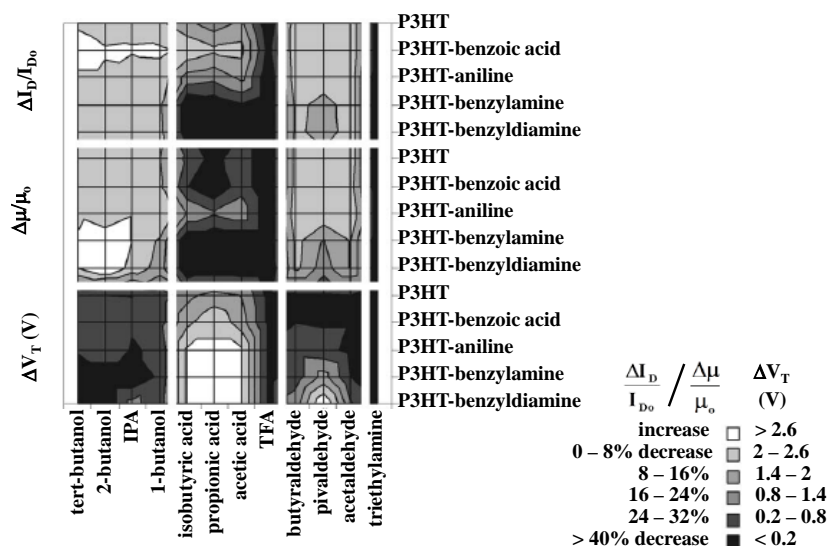 ΔI_D/I_Do
P3HT
P3HT-benzoic acid
P3HT-aniline
P3HT-benzylamine
P3HT-benzyldiamine
Δμ/μ_o
P3HT
P3HT-benzoic acid
P3HT-aniline
P3HT-benzylamine
P3HT-benzyldiamine
ΔV_T (V)
P3HT
P3HT-benzoic acid
P3HT-aniline
P3HT-benzylamine
P3HT-benzyldiamine
tert-butanol
2-butanol
IPA
1-butanol
isobutyric acid
propionic acid
acetic acid
TFA
butyraldehyde
pivaldehyde
acetaldehyde
triethylamine
ΔI_D/I_Do / Δμ/μ_o ΔV_T (V)
increase > 2.6
0 – 8% decrease 2 – 2.6
8 – 16% 1.4 – 2
16 – 24% 0.8 – 1.4
24 – 32% 0.2 – 0.8
> 40% decrease < 0.2